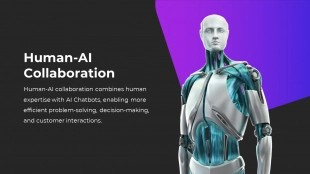 Human-AI
Collaboration
Human-AI collaboration combines human
expertise with AI Chatbots, enabling more
efficient problem-solving, decision-making,
and customer interactions.